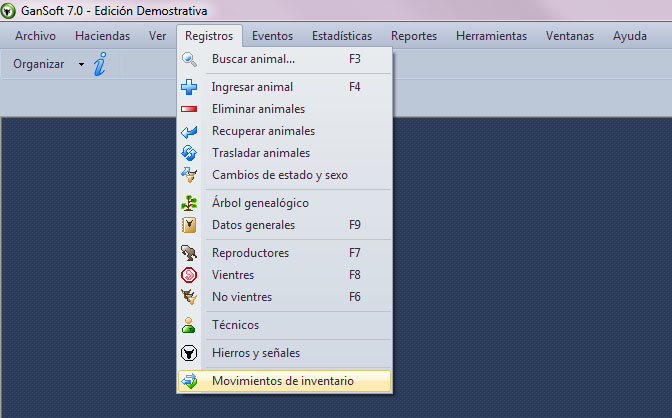 GanSoft 7.0 - Edición Demostrativa
Archivo Haciendas Ver Registros Eventos Estadísticas Reportes Herramientas Ventanas Ayuda
Organizar
Buscar animal... F3
Ingresar animal F4
Eliminar animales
Recuperar animales
Trasladar animales
Cambios de estado y sexo
Árbol genealógico
Datos generales F9
Reproductores F7
Vientres F8
No vientres F6
Técnicos
Hierros y señales
Movimientos de inventario